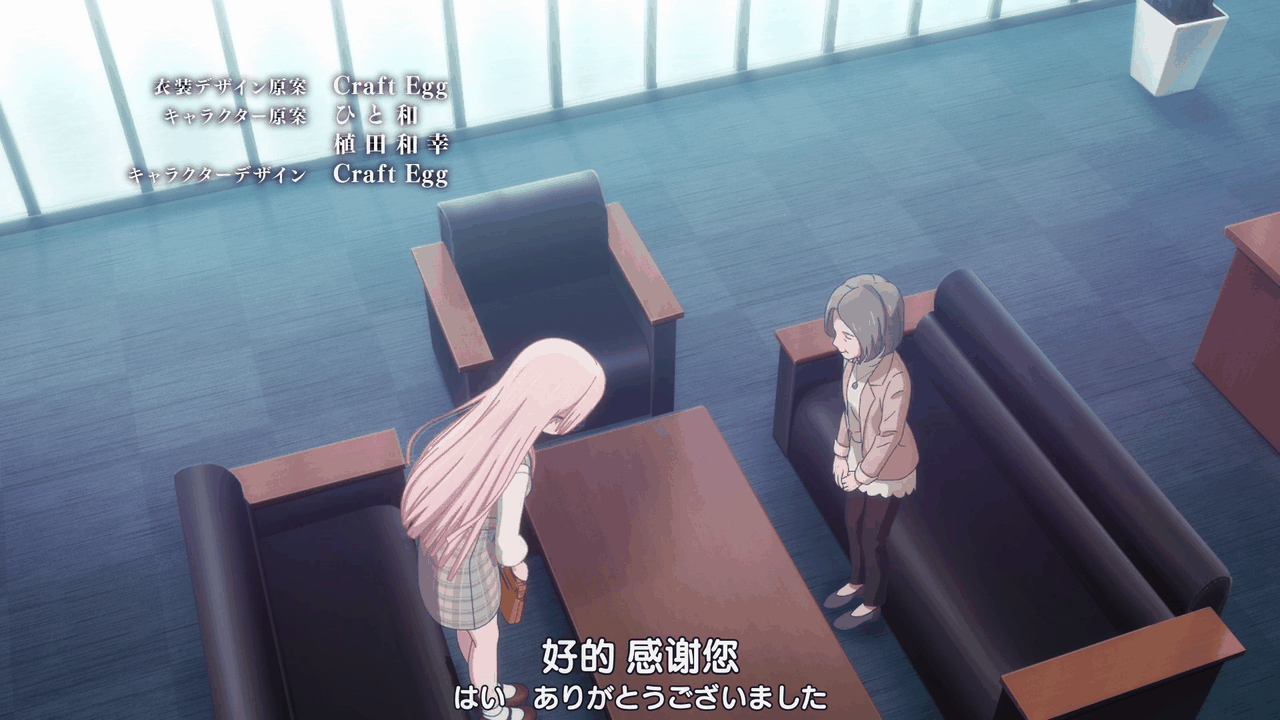 衣装デザイン原案 Craft Egg
キャラクター原案 ひと和
植田和幸
キャラクターデザイン Craft Egg
好的 感谢您
はい ありがとうございました